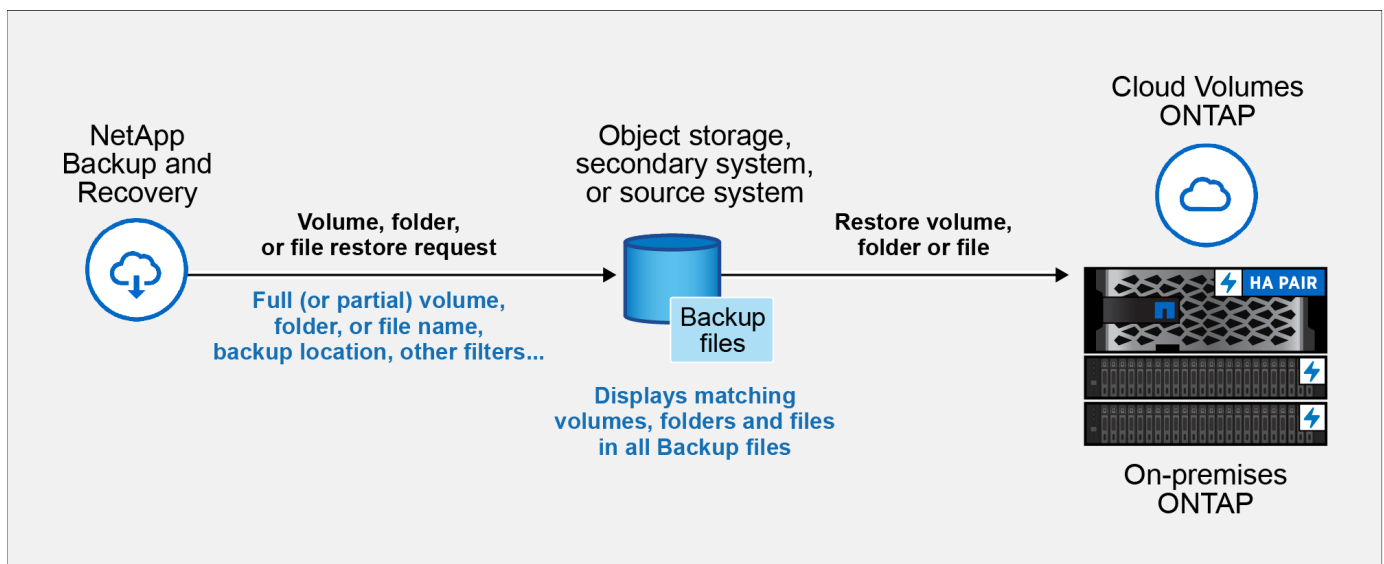 NetApp
Backup and
Recovery
Volume, folder,
or file restore request
Full (or partial) volume,
folder, or file name,
backup location, other filters...
Object storage,
secondary system,
or source system
Backup
files
Displays matching
volumes, folders and files
in all Backup files
Restore volume,
folder or file
Cloud Volumes
ONTAP
HA PAIR
On-premises
ONTAP